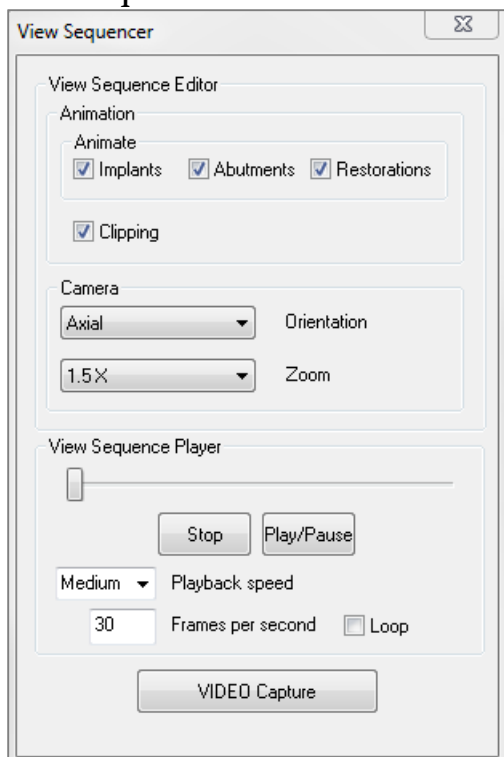 View Sequencer
View Sequence Editor
Animation
Animate
Implants Abutments Restorations
Clipping
Camera
Axial Orientation
1.5X Zoom
View Sequence Player
Stop Play/Pause
Medium Playback speed
30 Frames per second Loop
VIDEO Capture